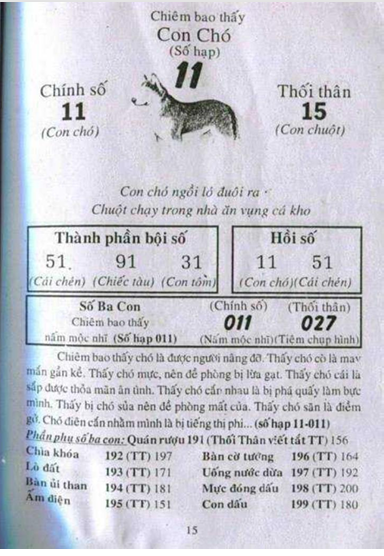 Chiêm bao thấy
Con Chó
(Số hạp)
11
Chính số
11
(Con chó)
Thối thân
15
(Con chuột)
Con chó ngồi ló đuôi ra
Chuột chạy trong nhà ăn vụng cá kho
Thành phần bội số
51 91 31
(Cái chén) (Chiếc tàu) (Con tôm)
Hồi số
11 51
(Con chó)(Cái chén)
Số Ba Con (Chính số) (Thối thân)
Chiêm bao thấy 011 027
nấm mộc nhĩ (Số hạp 011) (Nấm mộc nhĩ)(Tiệm chụp hình)
Chiêm bao thấy chó là được người nâng đỡ. Thấy chó cò là may
mắn gần kề. Thấy chó mực, nên đề phòng bị lừa gạt. Thấy chó cái là
sắp được thỏa mãn ân tình. Thấy chó cắn nhau là bị phá quấy làm bực
mình. Thấy bị chó sủa nên đề phòng mất của. Thấy chó săn là điềm
gở. Chó điên cắn nhằm mình là bị tiếng thị phi... (số hạp 11-011)
Phần phụ số ba con: Quán rượu 191 (Thối Thân viết tắt TT) 156
Chìa khóa 192 (TT) 197
Lò đất 193 (TT) 171
Bàn ủi than 194 (TT) 181
Ấm điện 195 (TT) 151
Bàn cờ tướng 196 (TT) 164
Uống nước dừa 197 (TT) 192
Mực đóng dấu 198 (TT) 200
Con dấu 199 (TT) 180
15